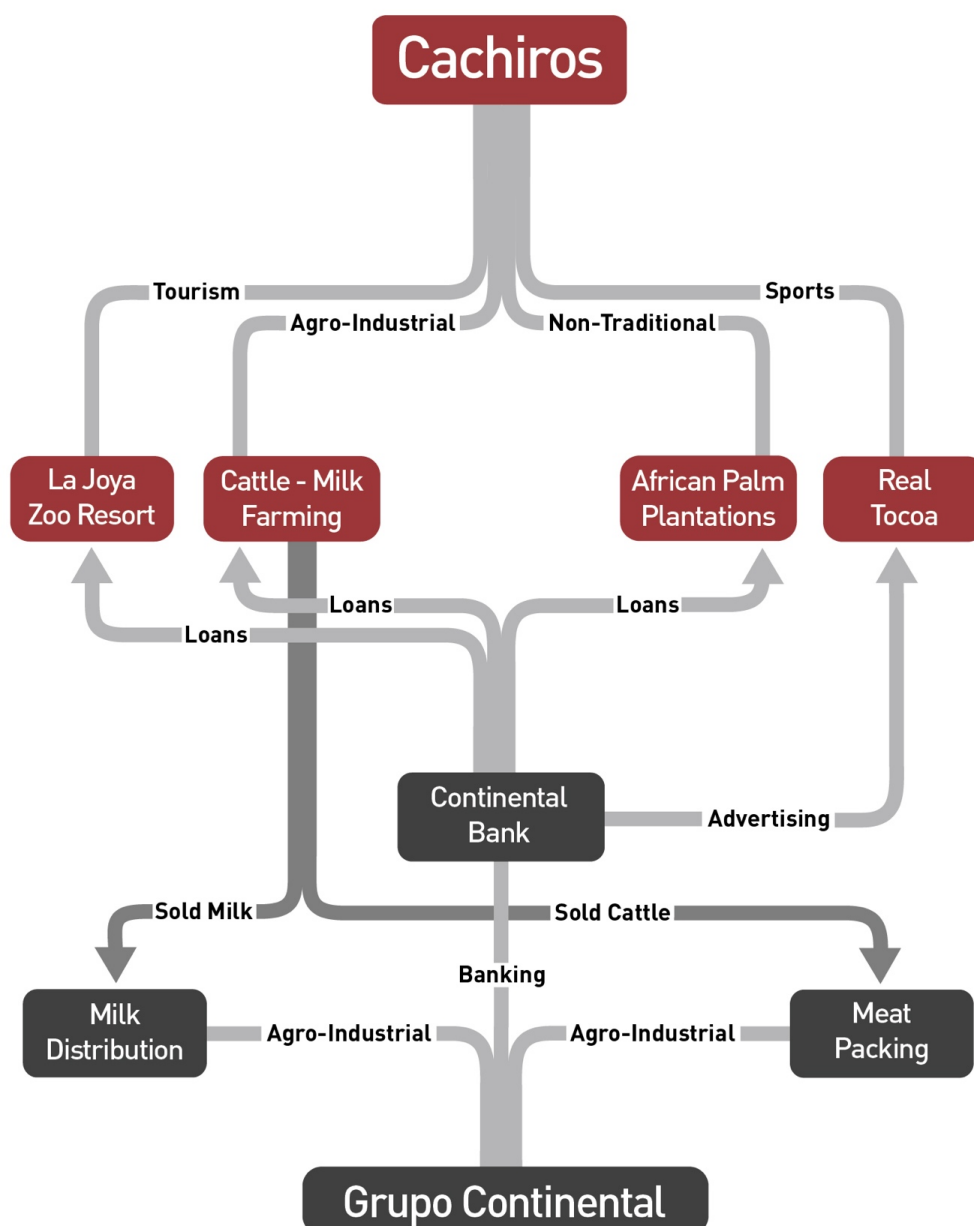 Cachiros
Tourism
Sports
Agro-Industrial
Non-Traditional
La Joya
Zoo Resort
Cattle - Milk
Farming
African Palm
Plantations
Real
Tocoa
Loans
Loans
Loans
Continental
Bank
Advertising
Sold Milk
Sold Cattle
Banking
Milk
Distribution
Agro-Industrial
Agro-Industrial
Meat
Packing
Grupo Continental